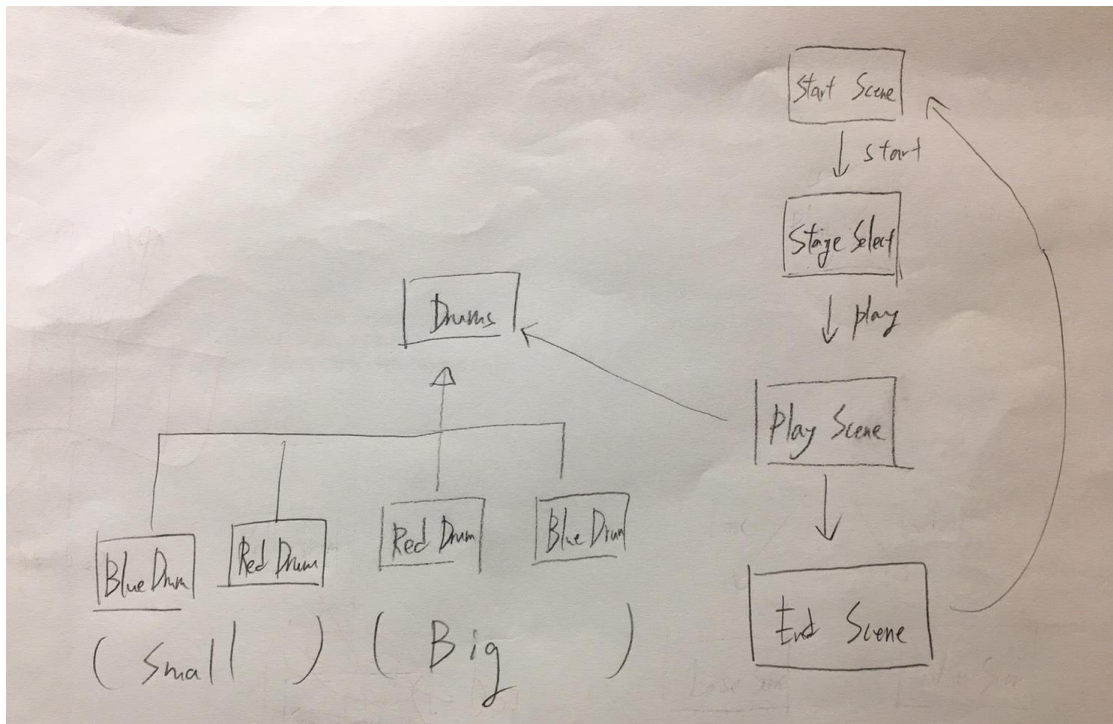 Start Scene
start
Stage Select
play
Drums
Play Scene
Blue Drum
Red Drum
Red Drum
Blue Drum
(Small)
(Big)
End Scene